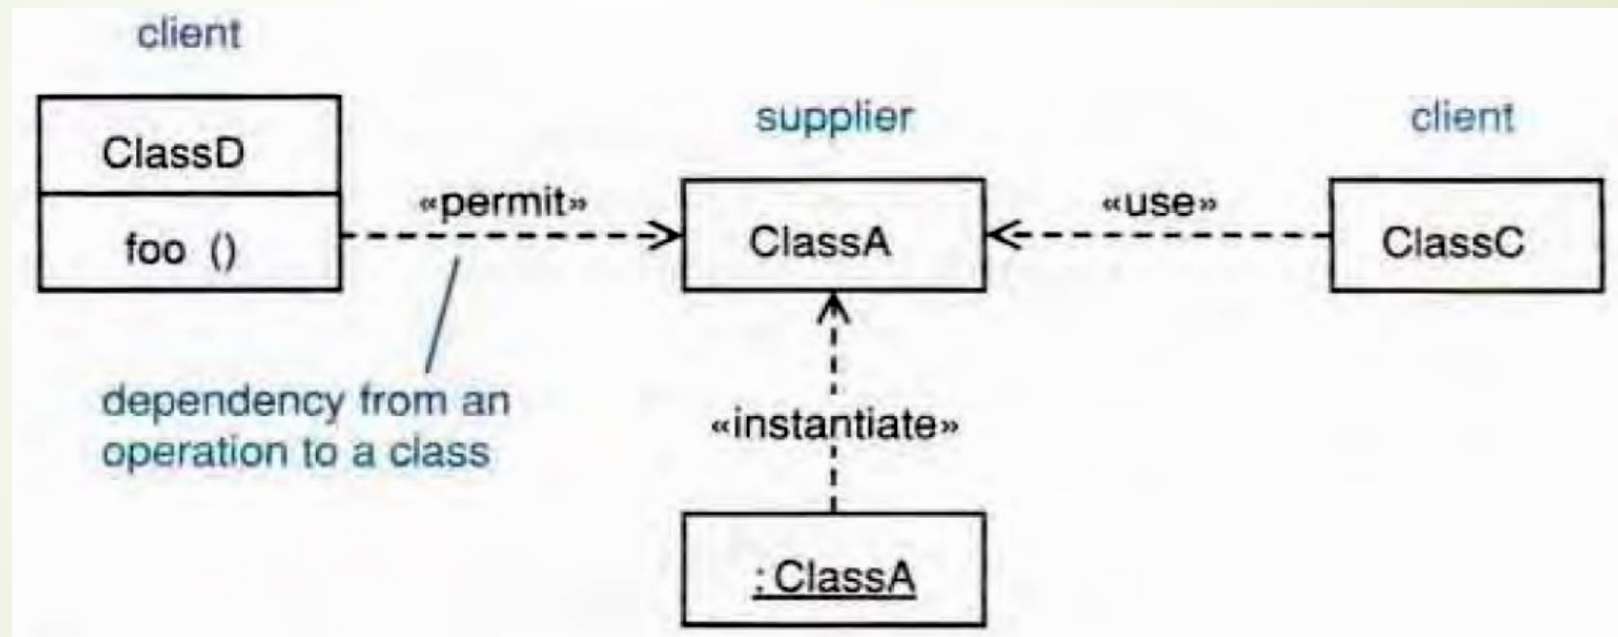 client
ClassD
foo ()
«permit»
dependency from an
operation to a class
supplier
ClassA
«use»
client
ClassC
«instantiate»
: ClassA